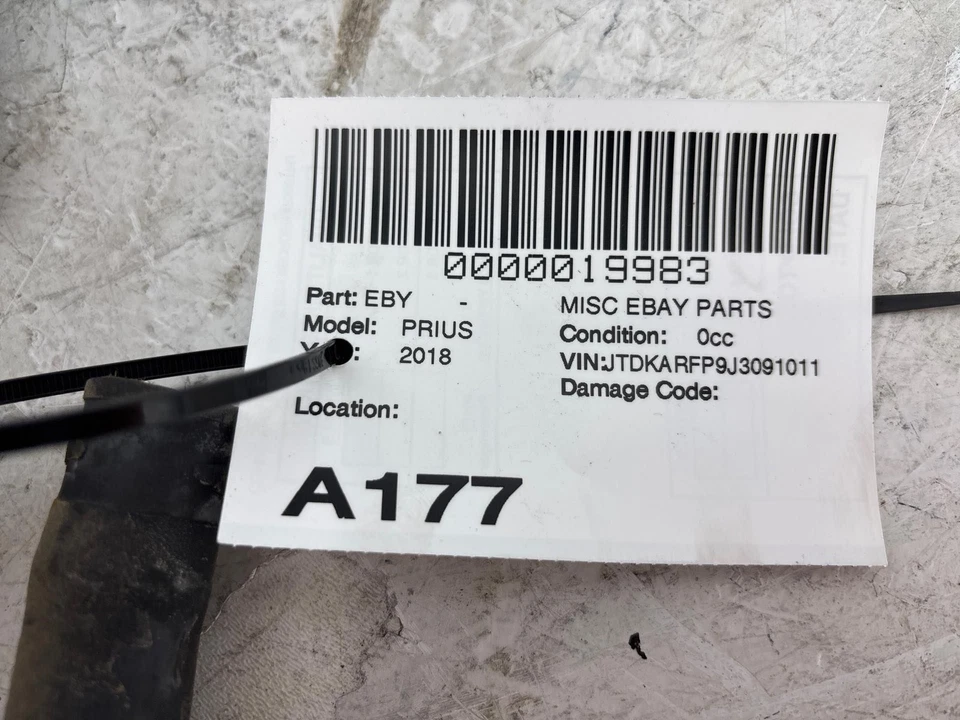 0000019983
Part: EBY - MISC EBAY PARTS
Model: PRIUS Condition: 0cc
2018 VIN:JTDKARFP9J3091011
Damage Code:
Location:
A177